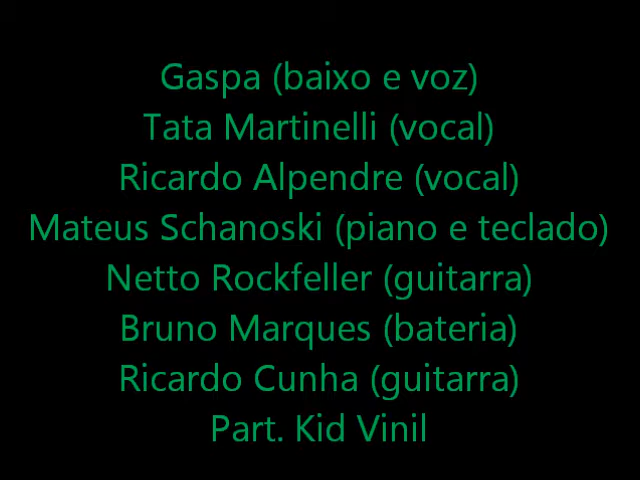 Gaspa (baixo e voz)
Tata Martinelli (vocal)
Ricardo Alpendre (vocal)
Mateus Schanoski (piano e teclado)
Netto Rockfeller (guitarra)
Bruno Marques (bateria)
Ricardo Cunha (guitarra)
Part. Kid Vinil